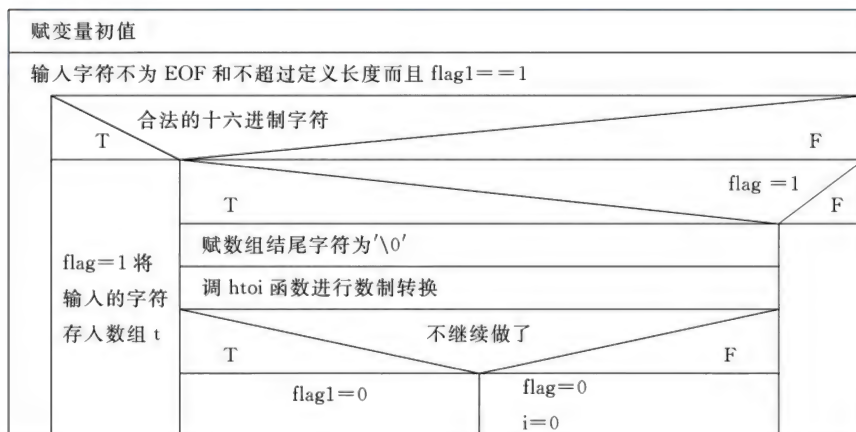 赋变量初值
输入字符不为 EOF 和不超过定义长度而且 flag1==1
合法的十六进制字符
T
F
flag =1
T
F
赋数组结尾字符为'\0'
flag=1 将
输入的字符
存入数组 t
调 htoi 函数进行数制转换
不继续做了
T
F
flag1=0
flag=0
i=0